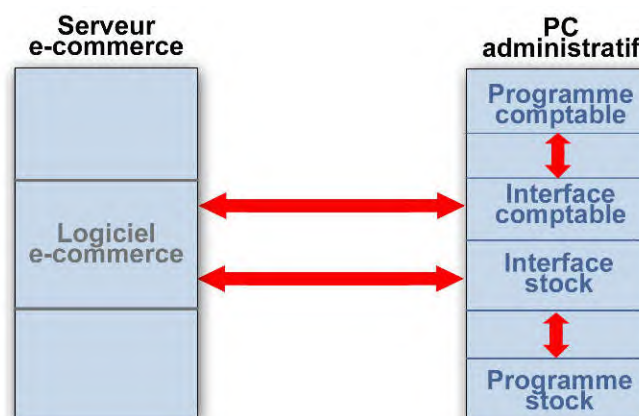 Serveur
e-commerce
PC
administratif
Programme
comptable
Interface
comptable
Logiciel
e-commerce
Interface
stock
Programme
stock